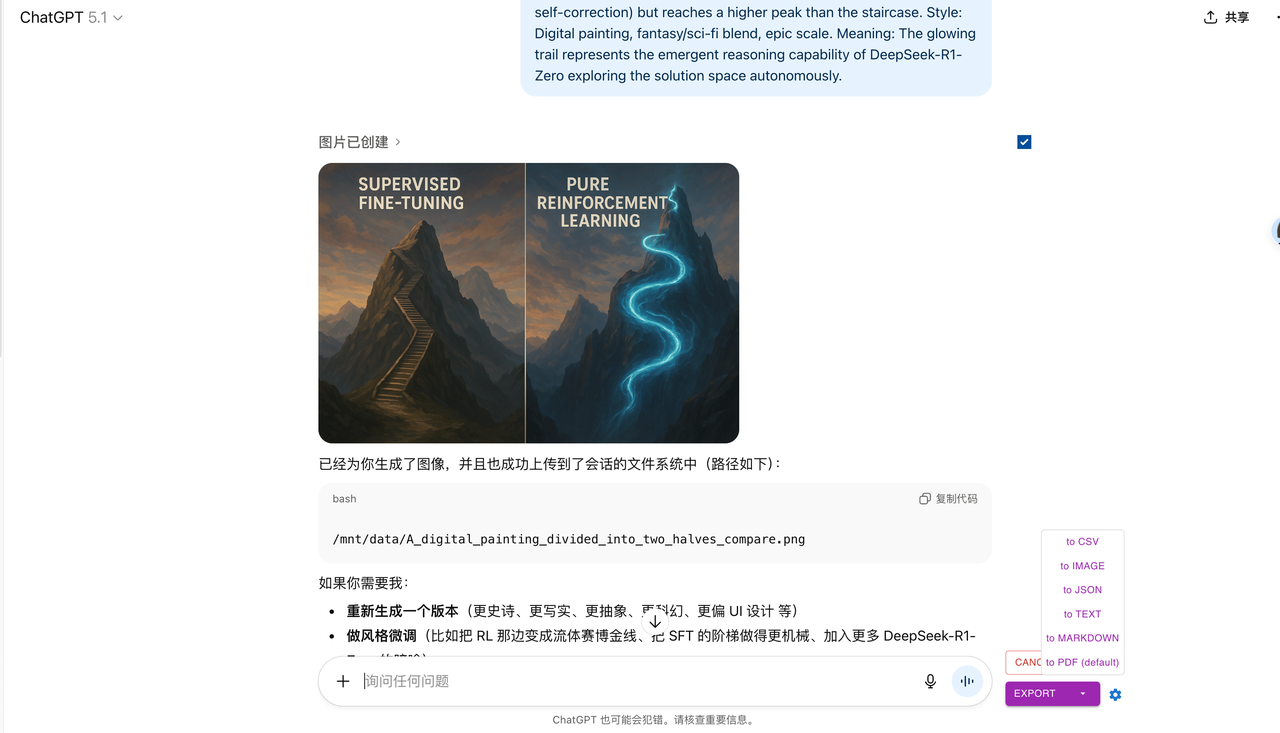 ChatGPT 5.1
共享
self-correction) but reaches a higher peak than the staircase. Style:
Digital painting, fantasy/sci-fi blend, epic scale. Meaning: The glowing
trail represents the emergent reasoning capability of DeepSeek-R1-
Zero exploring the solution space autonomously.
图片已创建
SUPERVISED
FINE-TUNING
PURE
REINFORCEMENT
LEARNING
已经为你生成了图像，并且也成功上传到了会话的文件系统中（路径如下）：
bash
复制代码
/mnt/data/A_digital_painting_divided_into_two_halves_compare.png
如果你需要我：
• 重新生成一个版本（更史诗、更写实、更抽象、更科幻、更偏 UI 设计 等）
• 做风格微调（比如把 RL 那边变成流体赛博金线、把 SFT 的阶梯做得更机械、加入更多 DeepSeek-R1-
询问任何问题
ChatGPT 也可能会犯错。请核查重要信息。
to CSV
to IMAGE
to JSON
to TEXT
to MARKDOWN
to PDF (default)
CANC
EXPORT